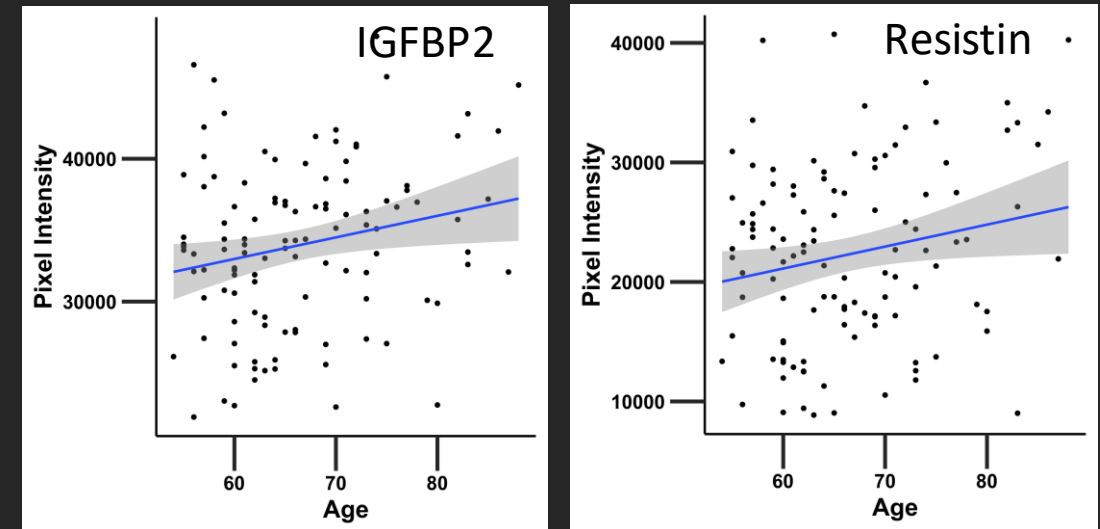 IGFBP2
Pixel Intensity
40000
30000
60 70 80
Age
Resistin
Pixel Intensity
40000
30000
20000
10000
60 70 80
Age